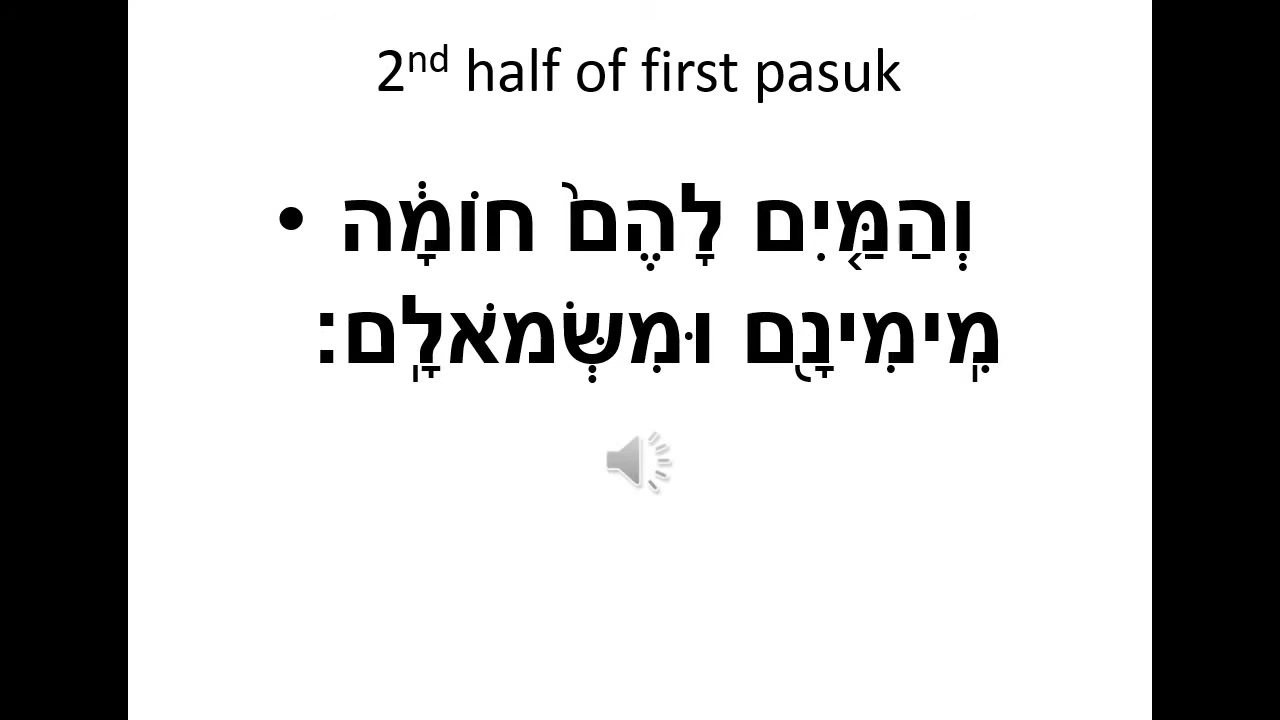 2nd half of first pasuk
• וְהַמַּ֤יִם לָהֶם֙ חוֹמָ֔ה
מִֽימִינָ֖ם וּמִשְּׂמֹאלָֽם׃